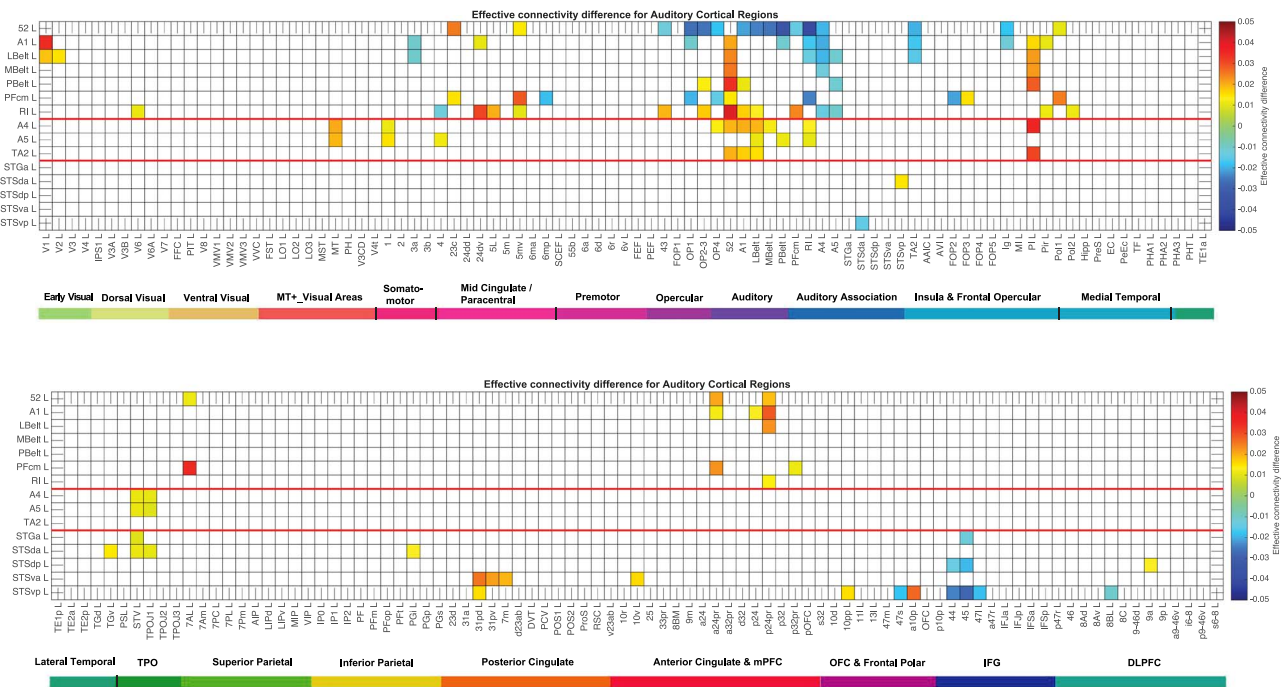 Effective connectivity difference for Auditory Cortical Regions
52 L
A1 L
LBelt L
MBelt L
PBelt L
PFcm L
RI L
A4 L
A5 L
TA2 L
STGa L
STSda L
STSdp L
STSva L
STSvp L
0.05
0.04
0.03
0.02
0.01
0
-0.01
-0.02
-0.03
-0.04
-0.05
Effective connectivity difference
V1 L
V2 L
V3 L
V4 L
IPS1 L
V3A L
V3B L
V6 L
V6A L
V7 L
FFC L
PIT L
V8 L
VMV1 L
VMV2 L
VMV3 L
VVC L
FST L
LO1 L
LO2 L
LO3 L
MST L
MT L
PH L
V3CD L
V4t L
1 L
2 L
3a L
3b L
4 L
23c L
24dd L
24dv L
5L L
5m L
5mv L
6ma L
6mp L
SCEF L
55b L
6a L
6d L
6r L
6v L
FEF L
PEF L
43 L
FOP1 L
OP1 L
OP2-3 L
OP4 L
52 L
A1 L
LBelt L
MBelt L
PBelt L
PFcm L
RI L
A4 L
A5 L
STGa L
STSda L
STSdp L
STSva L
STSvp L
TA2 L
AAIC L
AVI L
FOP2 L
FOP3 L
FOP4 L
FOP5 L
Ig L
MI L
PI L
Pir L
PoI1 L
PoI2 L
Hipp L
PreS L
EC L
PeEc L
TF L
PHA1 L
PHA2 L
PHA3 L
PHT L
TE1a L
Early Visual
Dorsal Visual
Ventral Visual
MT+_Visual Areas
Somato-
motor
Mid Cingulate /
Paracentral
Premotor
Opercular
Auditory
Auditory Association
Insula & Frontal Opercular
Medial Temporal
Effective connectivity difference for Auditory Cortical Regions
52 L
A1 L
LBelt L
MBelt L
PBelt L
PFcm L
RI L
A4 L
A5 L
TA2 L
STGa L
STSda L
STSdp L
STSva L
STSvp L
0.05
0.04
0.03
0.02
0.01
0
-0.01
-0.02
-0.03
-0.04
-0.05
Effective connectivity difference
TE1p L
TE2a L
TE2p L
TGd L
TGv L
PSL L
STV L
TPOJ1 L
TPOJ2 L
TPOJ3 L
7AL L
7Am L
7PC L
7PL L
7Pm L
AIP L
LIPd L
LIPv L
MIP L
VIP L
IP0 L
IP1 L
IP2 L
PF L
PFm L
PFop L
PFt L
PGi L
PGp L
PGs L
23d L
31a L
31pd L
31pv L
7m L
d23ab L
DVT L
PCV L
POS1 L
POS2 L
ProS L
RSC L
v23ab L
10r L
10v L
25 L
33pr L
8BM L
9m L
a24 L
a24pr L
a32pr L
d32 L
p24 L
p24pr L
p32 L
p32pr L
pOFC L
s32 L
10d L
10pp L
11l L
13l L
47m L
47s L
a10p L
OFC L
p10p L
44 L
45 L
47l L
a47r L
IFJa L
IFJp L
IFSa L
IFSp L
p47r L
46 L
8Ad L
8Av L
8BL L
8C L
9-46d L
9a L
9p L
a9-46v L
i6-8 L
p9-46v L
s6-8 L
Lateral Temporal
TPO
Superior Parietal
Inferior Parietal
Posterior Cingulate
Anterior Cingulate & mPFC
OFC & Frontal Polar
IFG
DLPFC